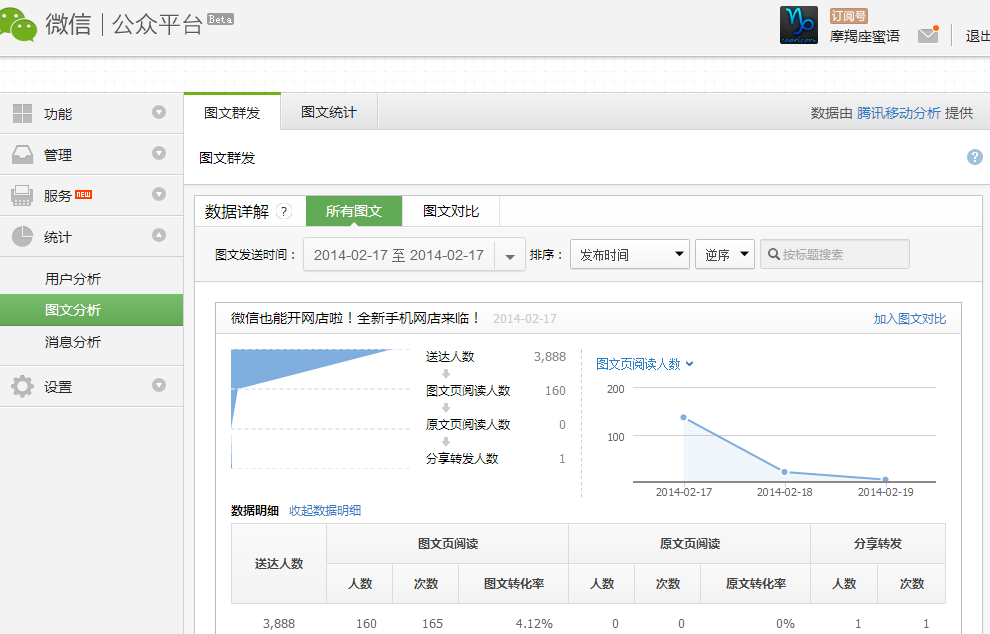 微信 | 公众平台 Beta
订阅号
摩羯座蜜语
退出
功能
管理
服务 NEW
统计
用户分析
图文分析
消息分析
设置
图文群发 图文统计
数据由 腾讯移动分析 提供
图文群发 ?
数据详解 ? 所有图文 图文对比
图文发送时间： 2014-02-17 至 2014-02-17 排序： 发布时间 逆序 按标题搜索
微信也能开网店啦！全新手机网店来临！ 2014-02-17 加入图文对比
送达人数 3,888
图文页阅读人数 160
原文页阅读人数 0
分享转发人数 1
图文页阅读人数
200
100
2014-02-17 2014-02-18 2014-02-19
数据明细 收起数据明细
送达人数 图文页阅读 原文页阅读 分享转发
人数 次数 图文转化率 人数 次数 原文转化率 人数 次数
3,888 160 165 4.12% 0 0 0% 1 1